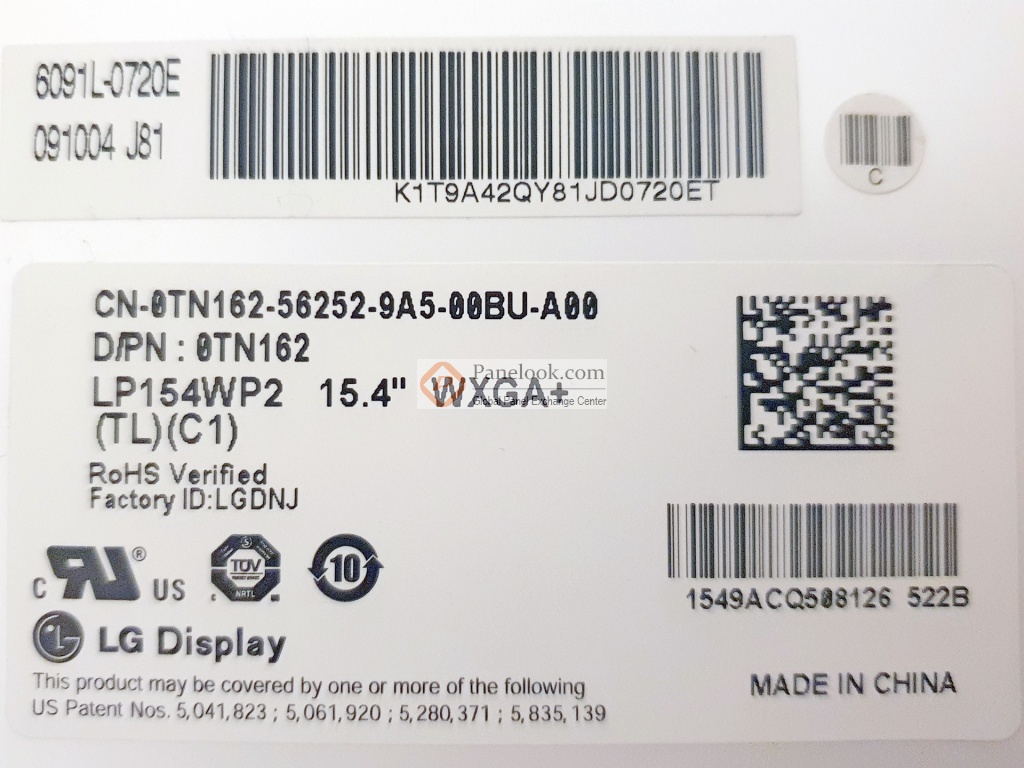 6091L-0720E
091004 J81
K1T9A42QY81JD0720ET
C
CN-0TN162-56252-9A5-00BU-A00
D/PN : 0TN162
LP154WP2 15.4" WXGA+
(TL)(C1)
Panelook.com
Global Panel Exchange Center
RoHS Verified
Factory ID:LGDNJ
1549ACQ508126 522B
C RU ® US
TÜV
PRODUCT SERVICE
NRTL
10
LG Display
This product may be covered by one or more of the following
US Patent Nos. 5,041,823 ; 5,061,920 ; 5,280,371 ; 5,835,139
MADE IN CHINA